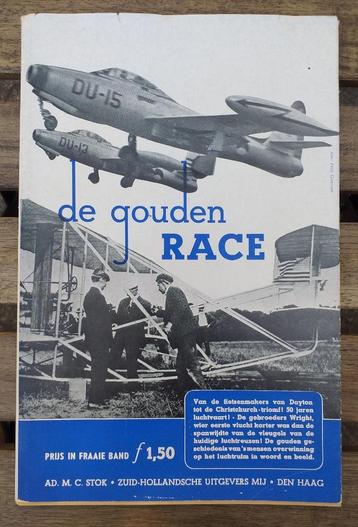 DU-15
DU-13
de gouden
RACE
Van de fietsenmakers van Dayton
tot de Christchurch-triomf! 50 jaren
luchtvaart! - De gebroeders Wright,
wier eerste vlucht korter was dan de
spanwijdte van de vleugels van de
huidige luchtreuzen! De gouden ge-
schiedenis van 's mensen overwinning
op het luchtruim in woord en beeld.
PRIJS IN FRAAIE BAND f 1,50
AD. M. C. STOK · ZUID-HOLLANDSCHE UITGEVERS MIJ · DEN HAAG